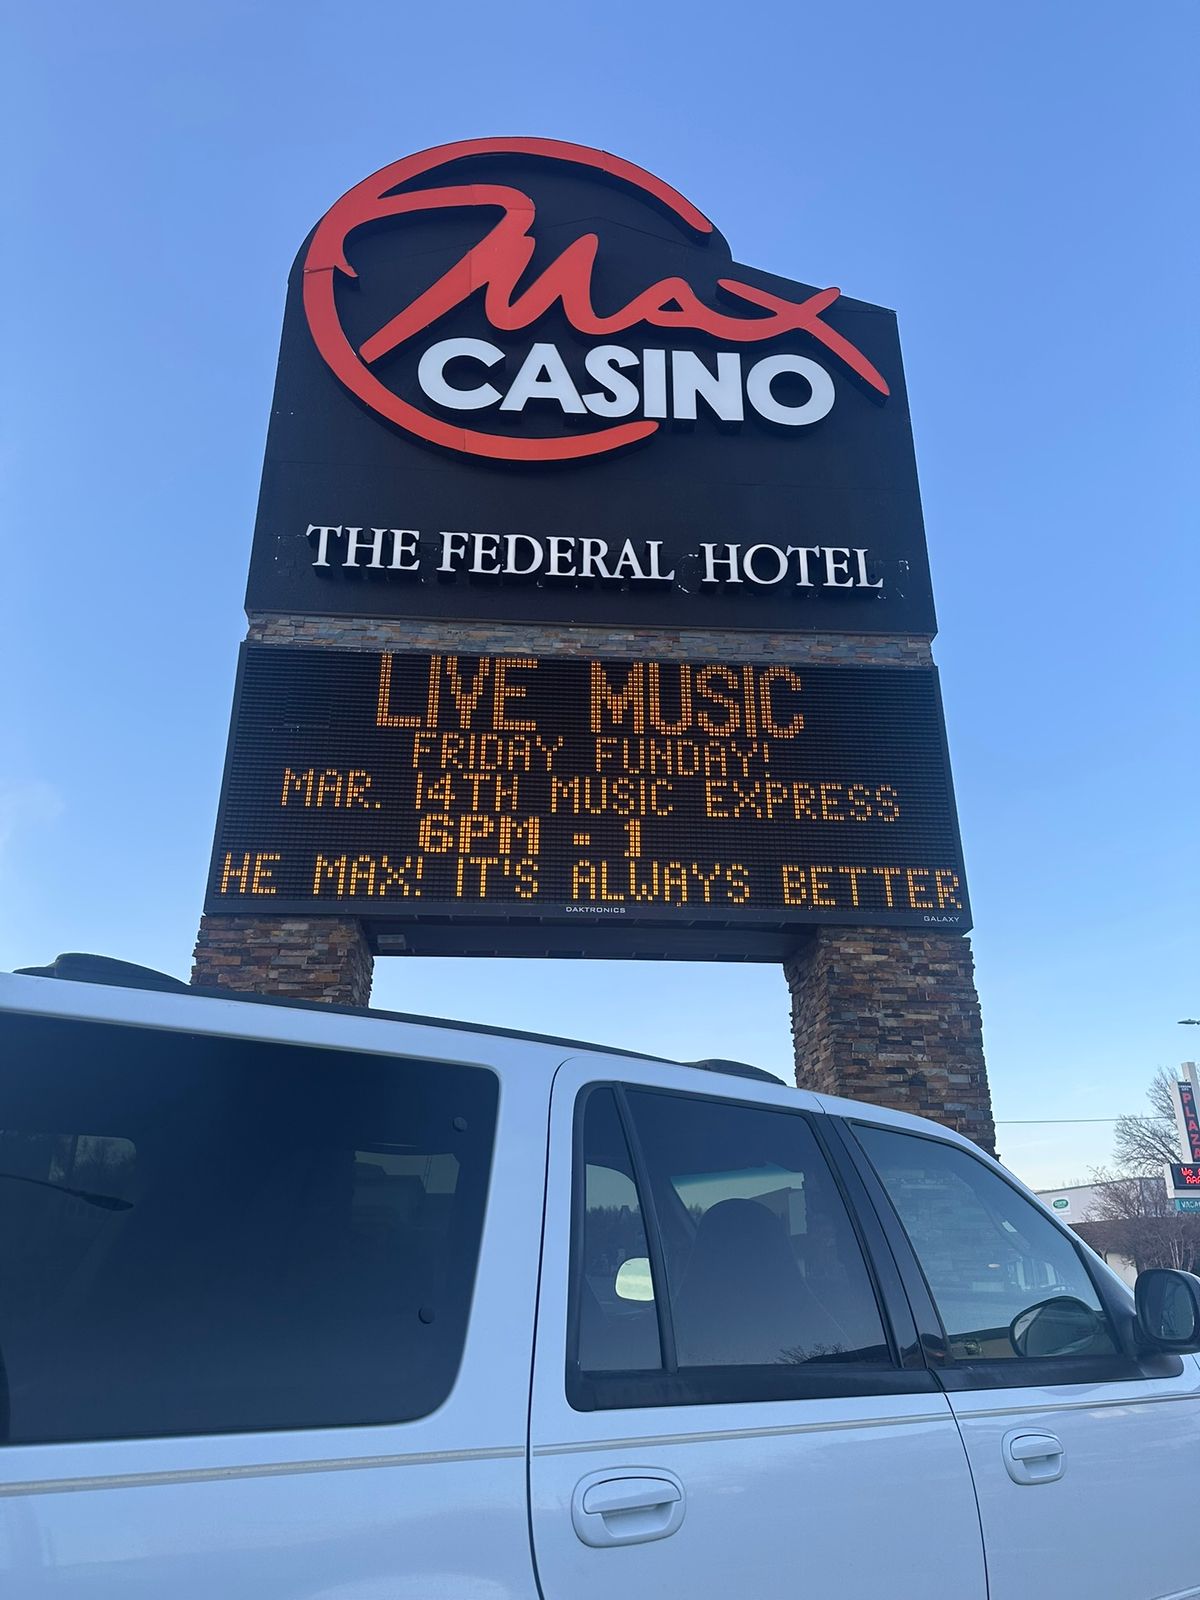 Max
CASINO
THE FEDERAL HOTEL
LIVE MUSIC
FRIDAY FUNDAY!
MAR. 14TH MUSIC EXPRESS
6PM - 1
HE MAX! IT'S ALWAYS BETTER
DAKTRONICS
GALAXY
PLAZA